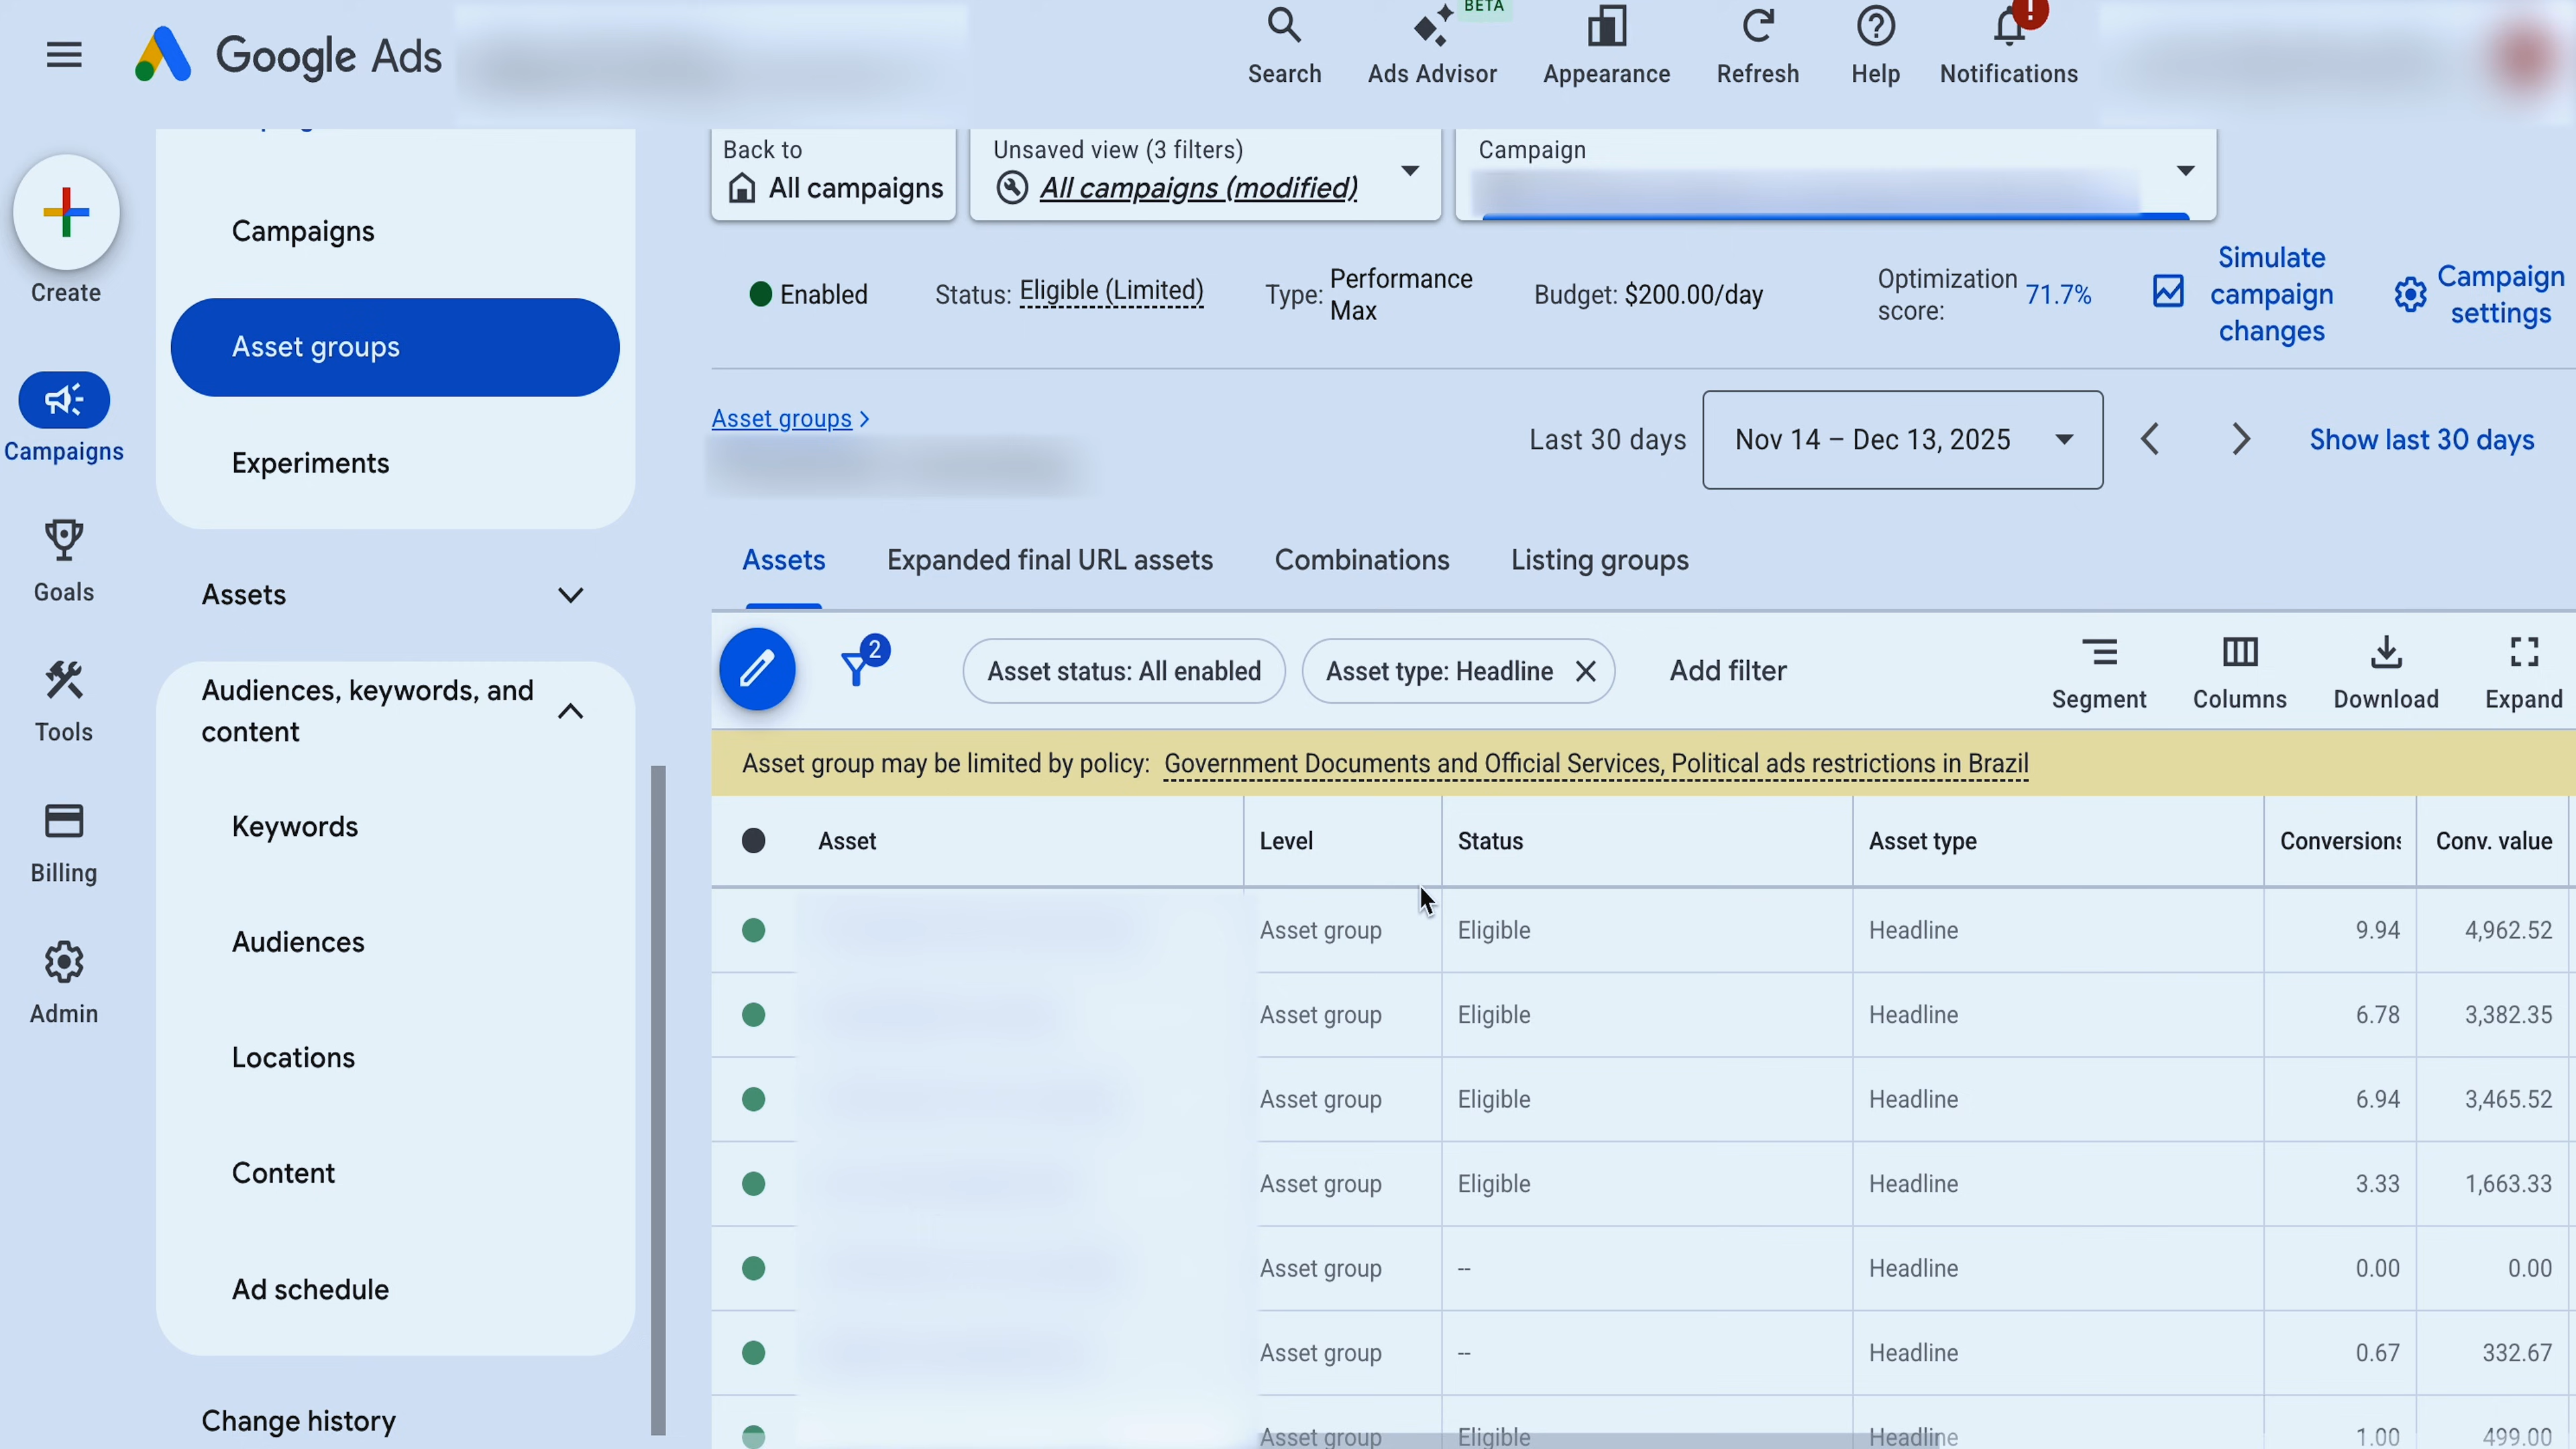 Google Ads
Search
BETA
Ads Advisor
Appearance
Refresh
Help
!
Notifications
Create
Campaigns
Goals
Tools
Billing
Admin
Campaigns
Asset groups
Experiments
Assets
Audiences, keywords, and
content
Keywords
Audiences
Locations
Content
Ad schedule
Change history
Back to
All campaigns
Unsaved view (3 filters)
All campaigns (modified)
Campaign
Enabled
Status: Eligible (Limited)
Type: Performance
Max
Budget: $200.00/day
Optimization
score: 71.7%
Simulate
campaign
changes
Campaign
settings
Asset groups
Last 30 days
Nov 14 – Dec 13, 2025
Show last 30 days
Assets
Expanded final URL assets
Combinations
Listing groups
2
Asset status: All enabled
Asset type: Headline
Add filter
Segment
Columns
Download
Expand
Asset group may be limited by policy: Government Documents and Official Services, Political ads restrictions in Brazil
Asset Level Status Asset type Conversions Conv. value
Asset group Eligible Headline 9.94 4,962.52
Asset group Eligible Headline 6.78 3,382.35
Asset group Eligible Headline 6.94 3,465.52
Asset group Eligible Headline 3.33 1,663.33
Asset group -- Headline 0.00 0.00
Asset group -- Headline 0.67 332.67
Asset group Eligible Headline 1.00 499.00